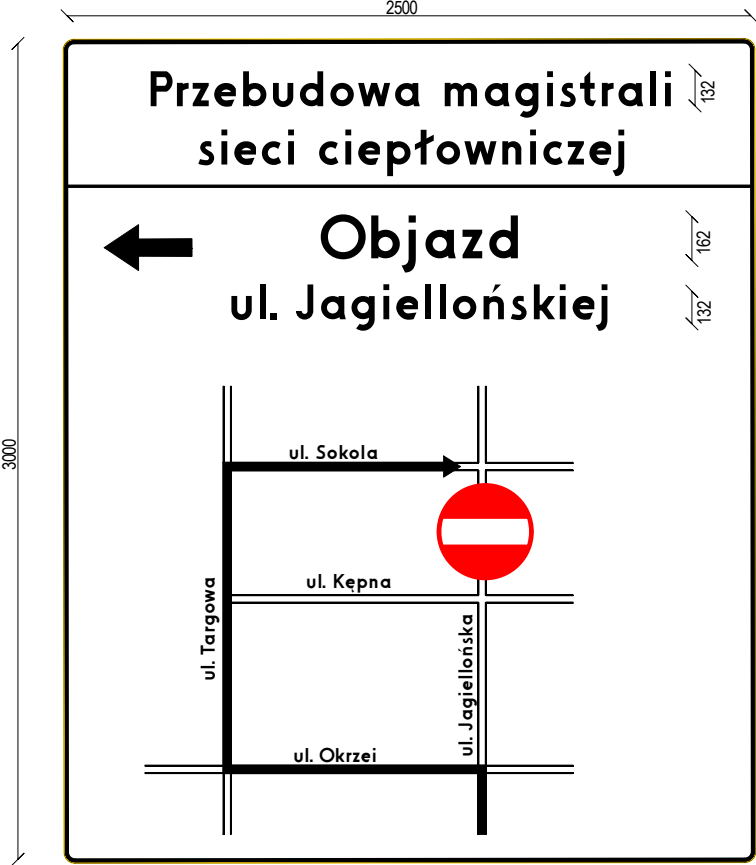 2500
Przebudowa magistrali
132
sieci ciepłowniczej
Objazd
162
ul. Jagiellońskiej
132
3000
ul. Sokola
ul. Kępna
ul. Targowa
ul. Jagiellońska
ul. Okrzei